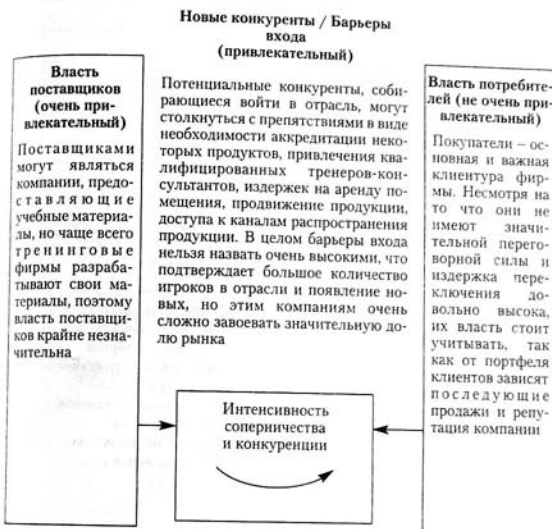 Новые конкуренты / Барьеры
входа
(привлекательный)
Власть
поставщиков
(очень при-
влекательный)
Поставщиками
могут являться
компании, предо-
ставляющие
учебные материа-
лы, но чаще всего
тренинговые
фирмы разраба-
тывают свои ма-
териалы, поэтому
власть поставщи-
ков крайне незна-
чительна
Потенциальные конкуренты, соби-
рающиеся войти в отрасль, могут
столкнуться с препятствиями в виде
необходимости аккредитации неко-
торых продуктов, привлечения ква-
лифицированных тренеров-кон-
сультантов, издержек на аренду по-
мещения, продвижение продукции,
доступа к каналам распространения
продукции. В целом барьеры входа
нельзя назвать очень высокими, что
подтверждает большое количество
игроков в отрасли и появление но-
вых, но этим компаниям очень
сложно завоевать значительную до-
лю рынка
Власть потребите-
лей (не очень при-
влекательный)
Покупатели – ос-
новная и важная
клиентура фир-
мы. Несмотря на
то что они не
имеют значи-
тельной перего-
ворной силы и
издержка пере-
ключения до-
вольно высока,
их власть стоит
учитывать, так
как от портфеля
клиентов зависят
последующие
продажи и репу-
тация компании
Интенсивность
соперничества
и конкуренции